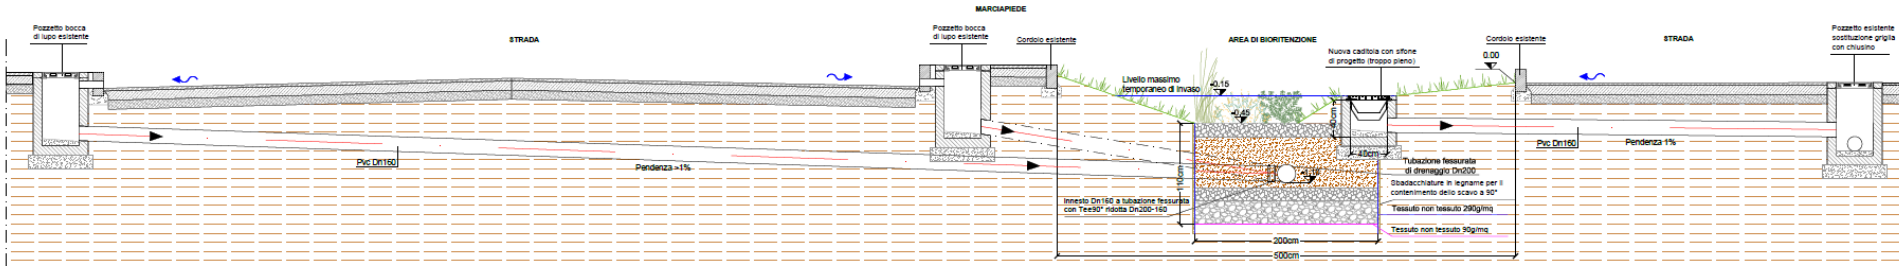 MARCIAPIEDE
Pozzetto bocca
di lupo esistente
STRADA
Pozzetto bocca
di lupo esistente
Cordolo esistente
AREA DI BIORITENZIONE
Nuova caditoia con sifone
di progetto (troppo pieno)
Cordolo esistente
STRADA
Pozzetto esistente
sostituzione griglia
con chiusino
0.00
Livello massimo
temporaneo di invaso
-0.15
-0.45
40cm
40cm
110cm
-1.10
Pvc Dn160
Pendenza >1%
Pvc Dn160
Pendenza 1%
Tubazione fessurata
di drenaggio Dn200
Sbadacchiature in legname per il
contenimento dello scavo a 90°
Innesto Dn160 a tubazione fessurata
con Tee90° ridotta Dn200-160
Tessuto non tessuto 290g/mq
Tessuto non tessuto 90g/mq
200cm
500cm